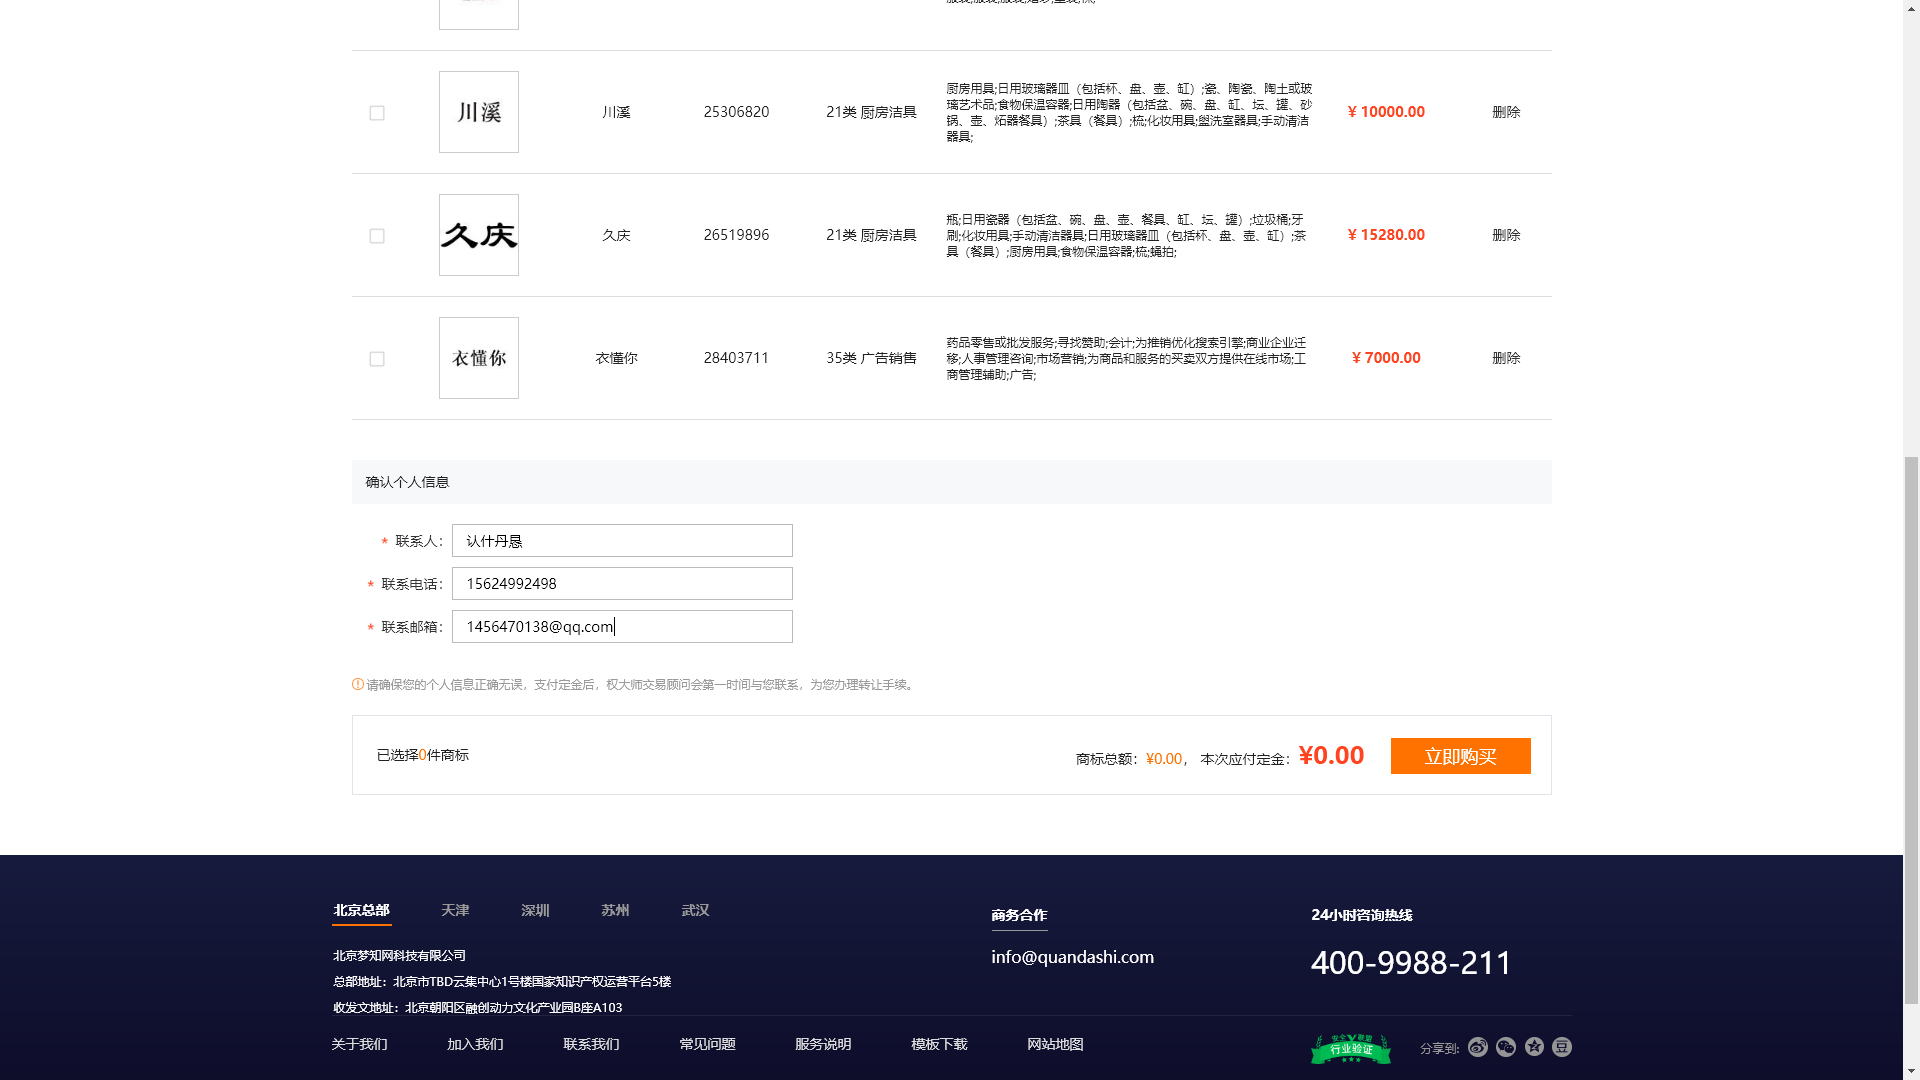 川溪
川溪
25306820
21类 厨房洁具
厨房用具;日用玻璃器皿（包括杯、盘、壶、缸）;瓷、陶瓷、陶土或玻
璃艺术品;食物保温容器;日用陶器（包括盆、碗、盘、缸、坛、罐、砂
锅、壶、炻器餐具）;茶具（餐具）;梳;化妆用具;盥洗室器具;手动清洁
器具;
¥ 10000.00
删除
久庆
久庆
26519896
21类 厨房洁具
瓶;日用瓷器（包括盆、碗、盘、壶、餐具、缸、坛、罐）;垃圾桶;牙
刷;化妆用具;手动清洁器具;日用玻璃器皿（包括杯、盘、壶、缸）;茶
具（餐具）;厨房用具;食物保温容器;梳;蝇拍;
¥ 15280.00
删除
衣懂你
衣懂你
28403711
35类 广告销售
药品零售或批发服务;寻找赞助;会计;为推销优化搜索引擎;商业企业迁
移;人事管理咨询;市场营销;为商品和服务的买卖双方提供在线市场;工
商管理辅助;广告;
¥ 7000.00
删除
确认个人信息
* 联系人：
认什丹恳
* 联系电话：
15624992498
* 联系邮箱：
1456470138@qq.com
请确保您的个人信息正确无误，支付定金后，权大师交易顾问会第一时间与您联系，为您办理转让手续。
已选择0件商标
商标总额：¥0.00， 本次应付定金：¥0.00
立即购买
北京总部
天津
深圳
苏州
武汉
北京梦知网科技有限公司
总部地址：北京市TBD云集中心1号楼国家知识产权运营平台5楼
收发文地址：北京朝阳区融创动力文化产业园B座A103
商务合作
info@quandashi.com
24小时咨询热线
400-9988-211
关于我们
加入我们
联系我们
常见问题
服务说明
模板下载
网站地图
安全联盟
行业验证
分享到:
豆